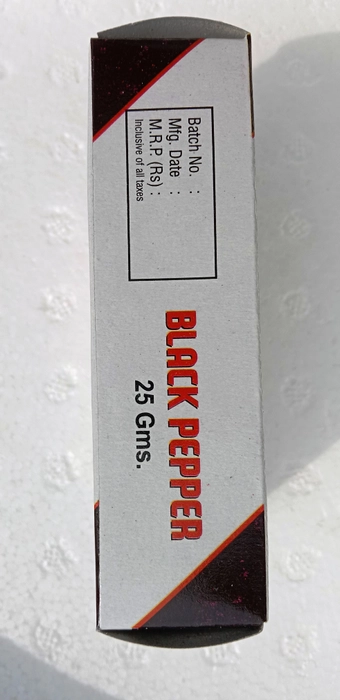 Batch No. :
Mfg. Date :
M.R.P. (Rs) :
Inclusive of all taxes
BLACK PEPPER
25 Gms.